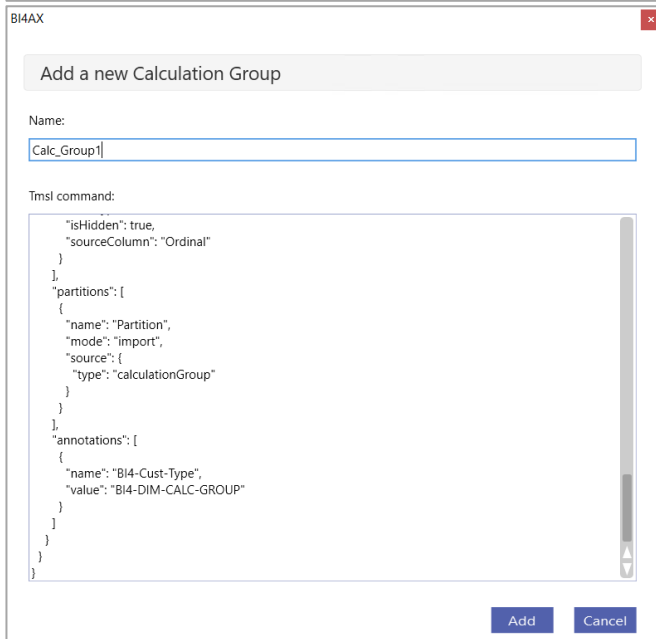 BI4AX
×
Add a new Calculation Group
Name:
Calc_Group1
Tmsl command:
"isHidden": true,
"sourceColumn": "Ordinal"
}
],
"partitions": [
{
"name": "Partition",
"mode": "import",
"source": {
"type": "calculationGroup"
}
}
],
"annotations": [
{
"name": "BI4-Cust-Type",
"value": "BI4-DIM-CALC-GROUP"
}
]
}
}
}
Add Cancel